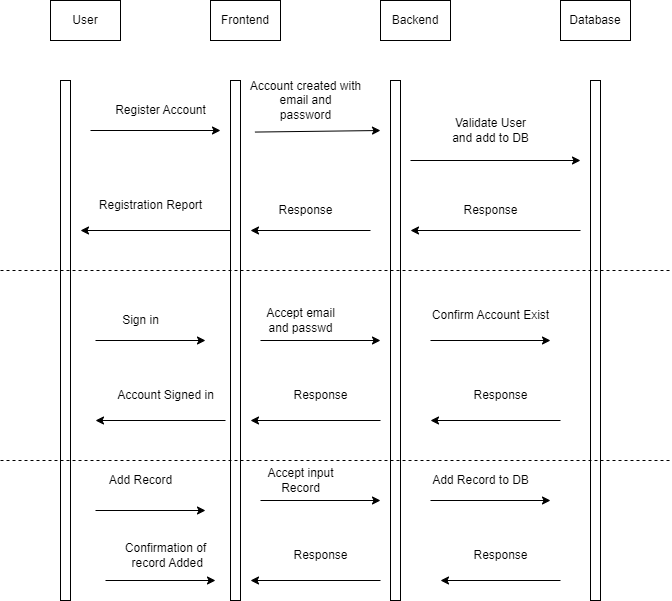 User
Frontend
Backend
Database
Register Account
Account created with
email and
password
Validate User
and add to DB
Registration Report
Response
Response
Sign in
Accept email
and passwd
Confirm Account Exist
Account Signed in
Response
Response
Add Record
Accept input
Record
Add Record to DB
Confirmation of
record Added
Response
Response